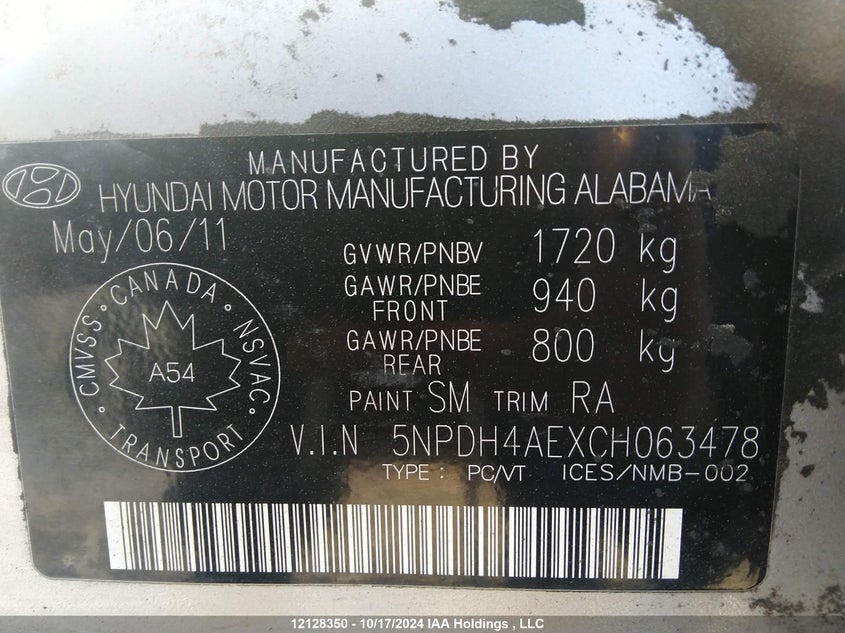 MANUFACTURED BY
HYUNDAI MOTOR MANUFACTURING ALABAMA
May/06/11
GVWR/PNBV 1720 kg
GAWR/PNBE FRONT 940 kg
GAWR/PNBE REAR 800 kg
PAINT SM TRIM RA
V.I.N 5NPDH4AEXCH063478
TYPE : PC/VT ICES/NMB-002
CMVSS • CANADA • NSVAC • TRANSPORT •
A54
12128350 - 10/17/2024 IAA Holdings , LLC